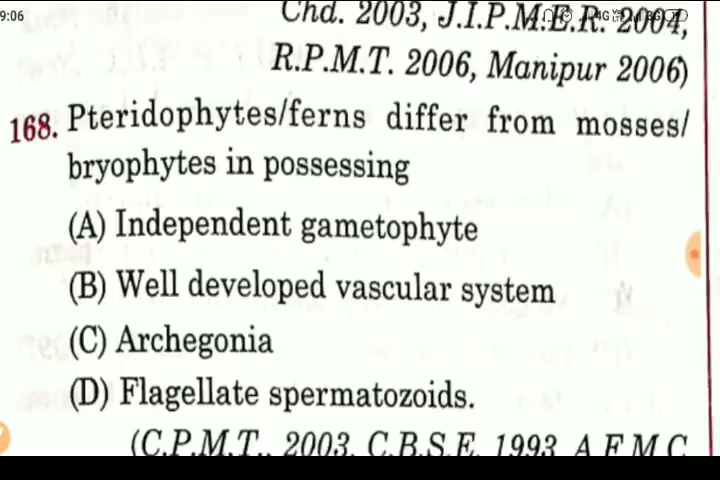 9:06
Chd. 2003, J.I.P.M.E.R. 2004,
R.P.M.T. 2006, Manipur 2006)
168. Pteridophytes/ferns differ from mosses/
bryophytes in possessing
(A) Independent gametophyte
(B) Well developed vascular system
(C) Archegonia
(D) Flagellate spermatozoids.
(C.P.M.T., 2003, C.B.S.E. 1993, A.F.M.C.